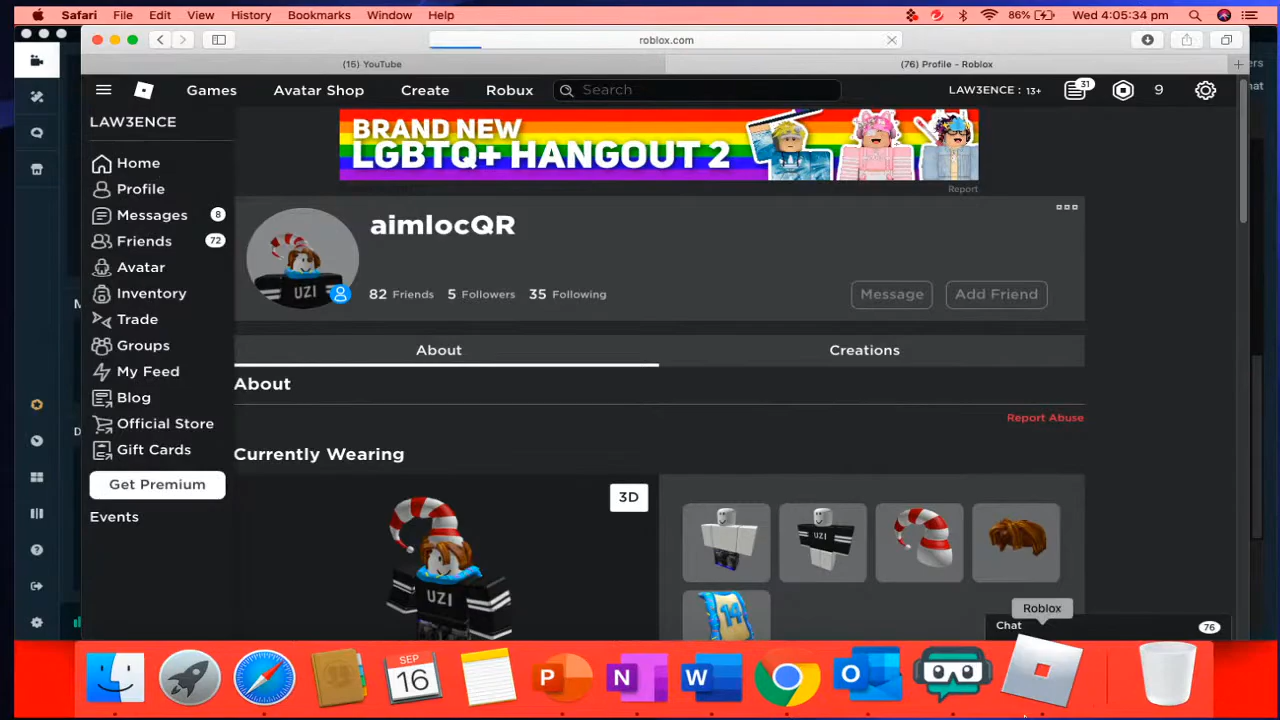 Safari File Edit View History Bookmarks Window Help 86% Wed 4:05:34 pm
roblox.com
(15) YouTube (76) Profile - Roblox
Games Avatar Shop Create Robux Search LAW3ENCE : 13+ 31 9
LAW3ENCE
Home
Profile
Messages 8
Friends 72
Avatar
Inventory
Trade
Groups
My Feed
Blog
Official Store
Gift Cards
Get Premium
Events
BRAND NEW
LGBTQ+ HANGOUT 2
Report
aimlocQR
82 Friends 5 Followers 35 Following
Message Add Friend
About Creations
About
Report Abuse
Currently Wearing
3D
UZI
UZI
UZI
14
Roblox
Chat 76
SEP
16
P
N
W
O